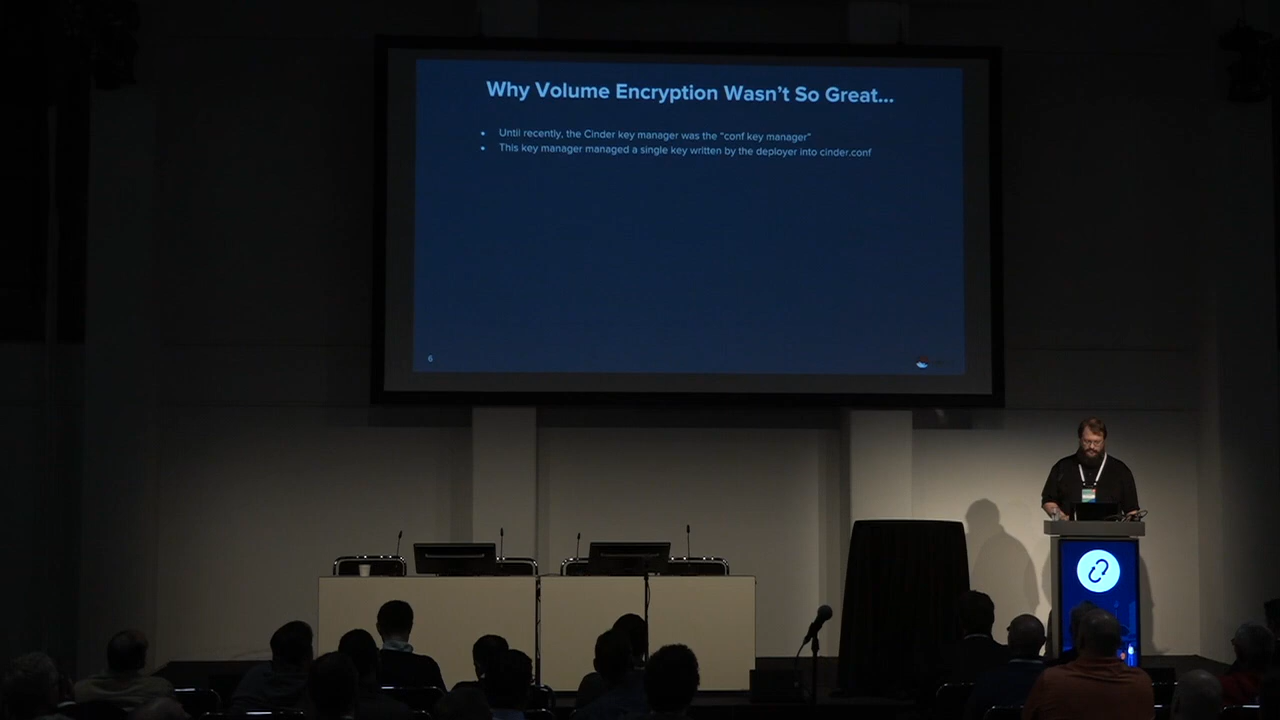 Why Volume Encryption Wasn't So Great...
• Until recently, the Cinder key manager was the "conf key manager"
• This key manager managed a single key written by the deployer into cinder.conf
6